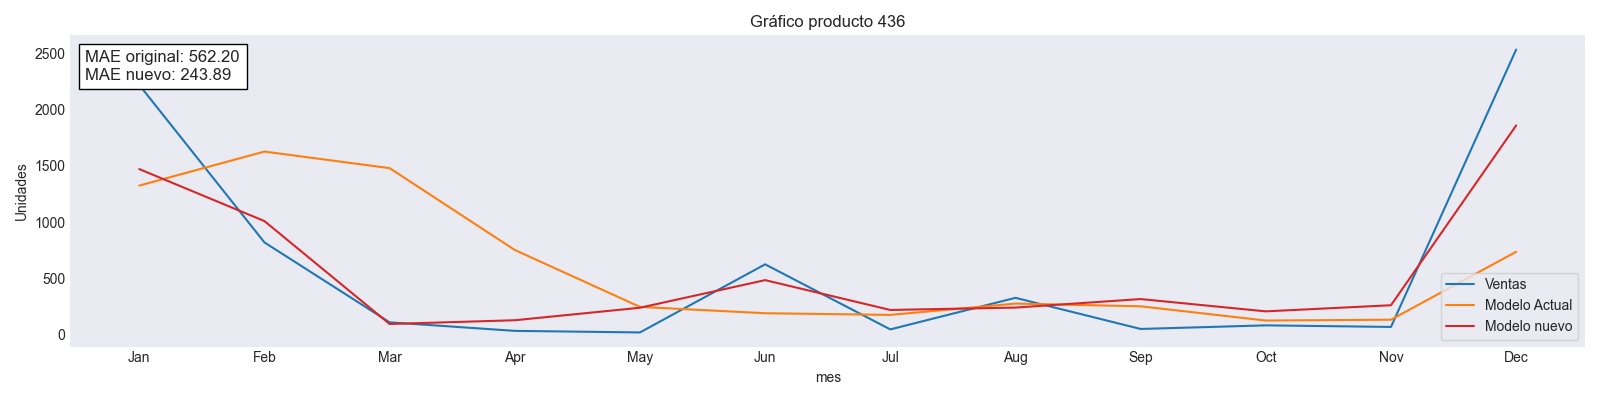 Gráfico producto 436
MAE original: 562.20
MAE nuevo: 243.89
Unidades
2500
2000
1500
1000
500
0
Ventas
Modelo Actual
Modelo nuevo
Jan Feb Mar Apr May Jun Jul Aug Sep Oct Nov Dec
mes